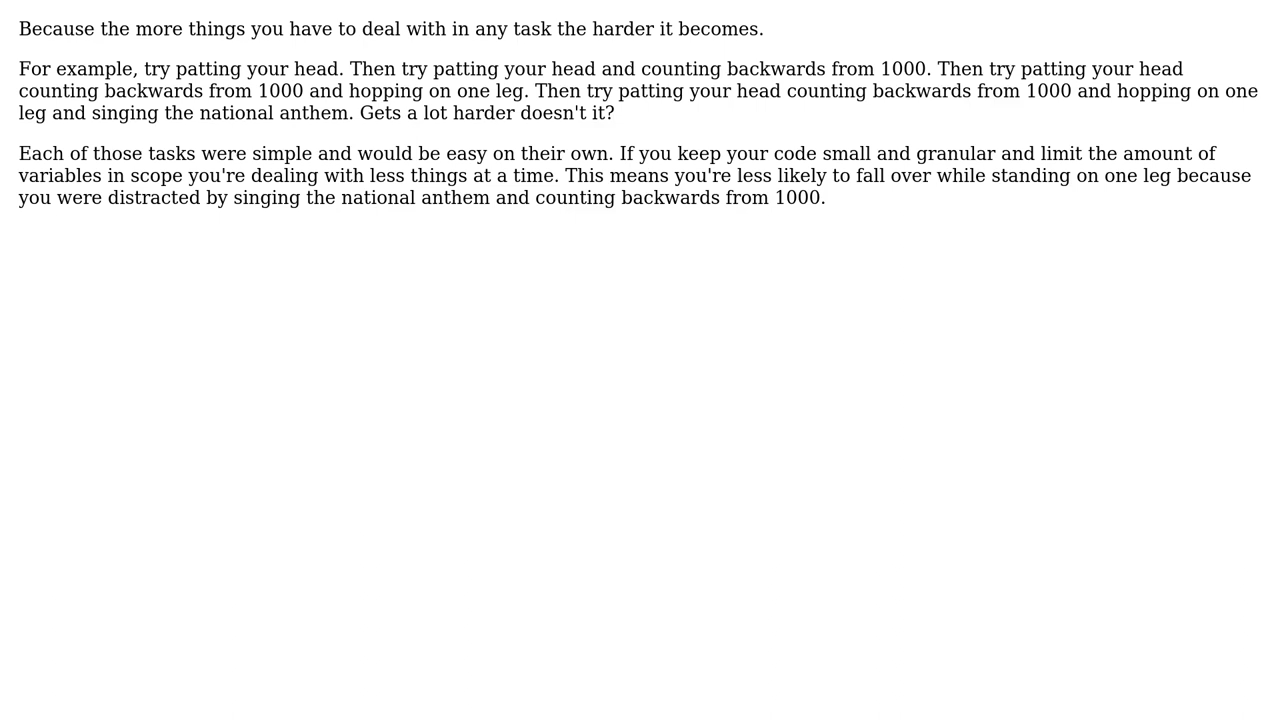 Because the more things you have to deal with in any task the harder it becomes.
For example, try patting your head. Then try patting your head and counting backwards from 1000. Then try patting your head
counting backwards from 1000 and hopping on one leg. Then try patting your head counting backwards from 1000 and hopping on one
leg and singing the national anthem. Gets a lot harder doesn't it?
Each of those tasks were simple and would be easy on their own. If you keep your code small and granular and limit the amount of
variables in scope you're dealing with less things at a time. This means you're less likely to fall over while standing on one leg because
you were distracted by singing the national anthem and counting backwards from 1000.